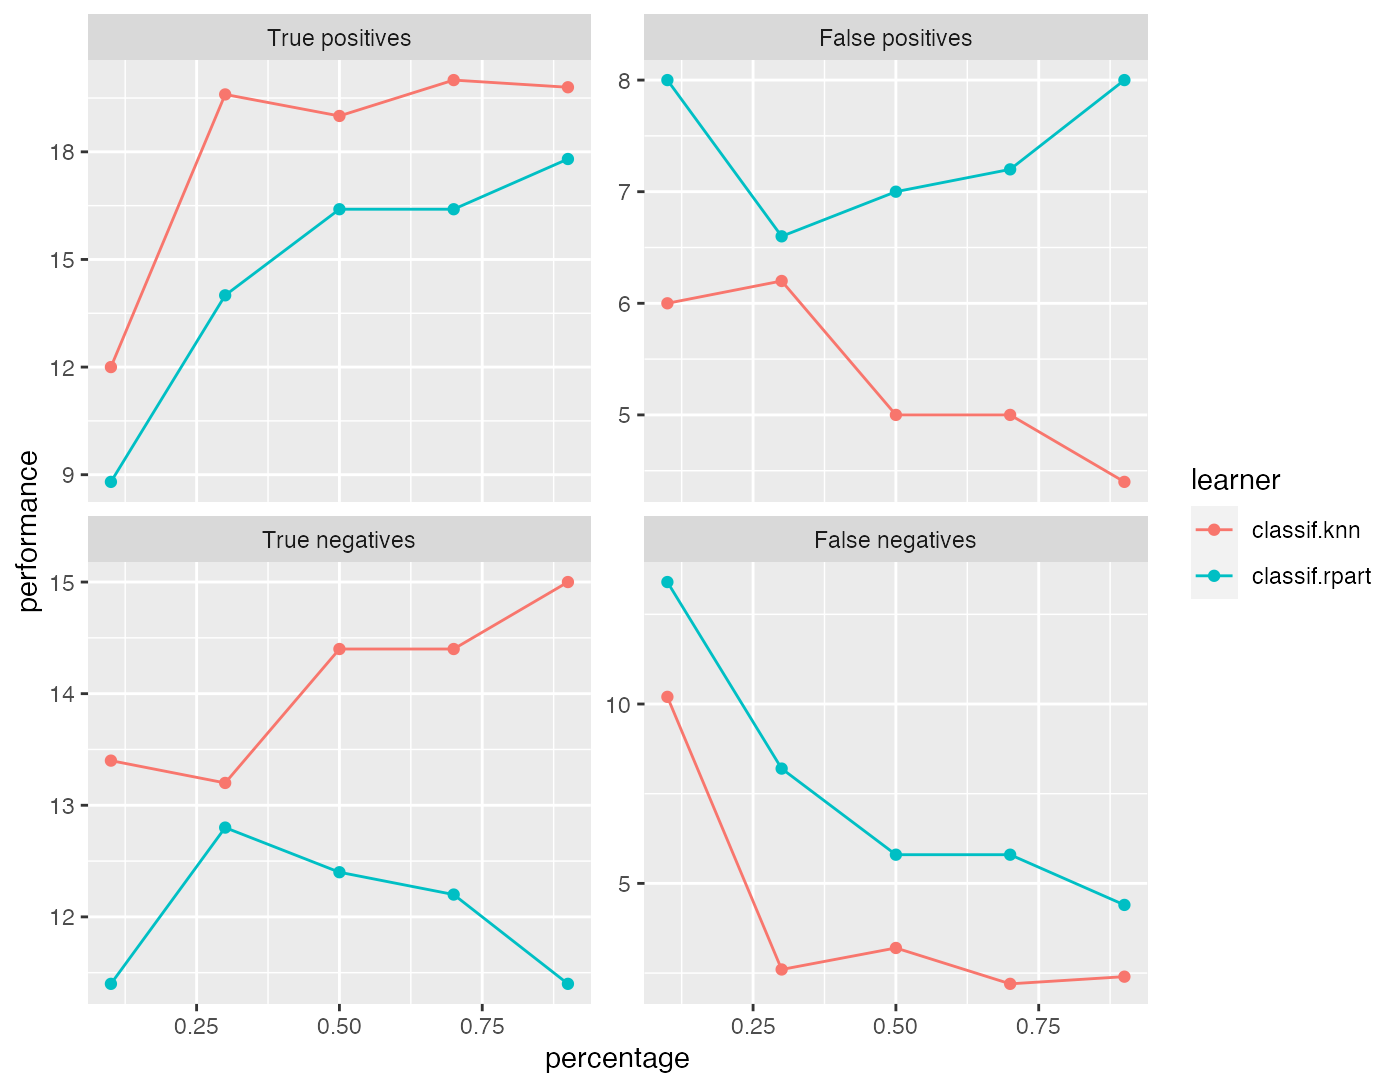 True positives
False positives
18
15
12
9
8
7
6
5
performance
True negatives
False negatives
15
14
13
12
10
5
0.25
0.50
0.75
0.25
0.50
0.75
percentage
learner
classif.knn
classif.rpart